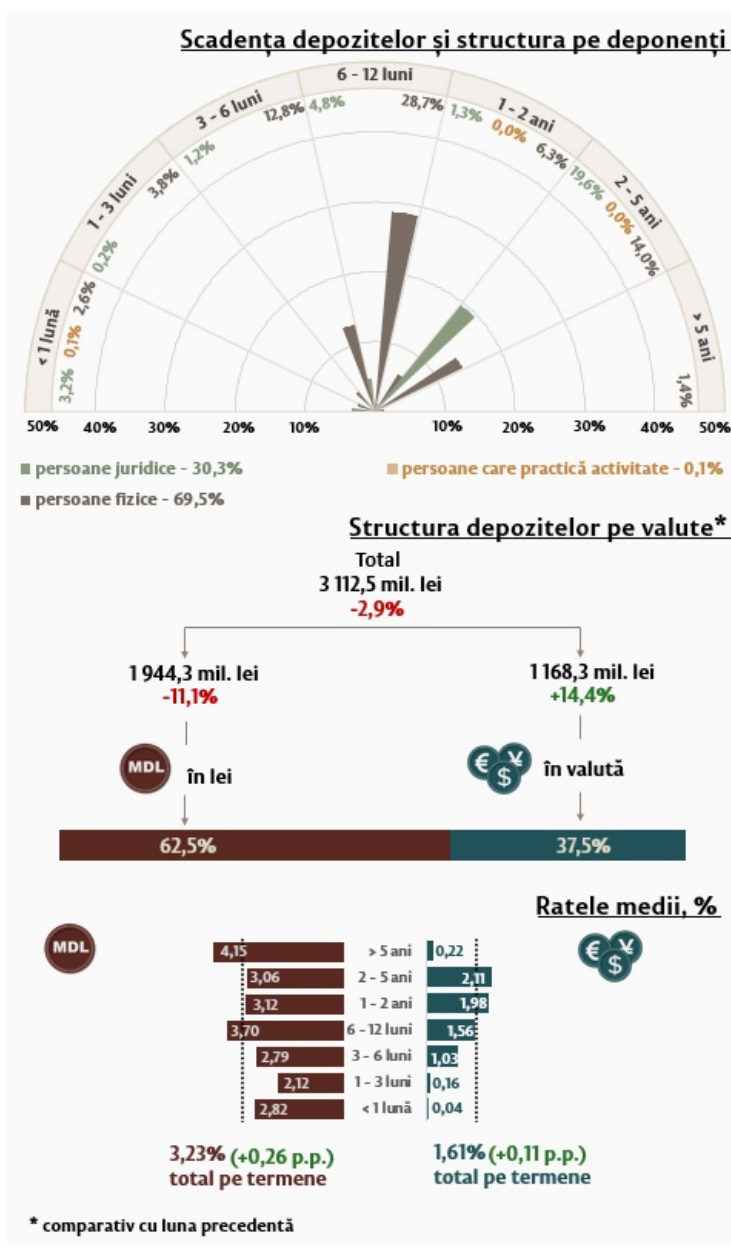 Scadența depozitelor și structura pe deponenți
6 - 12 luni
3 - 6 luni
1 - 2 ani
1 - 3 luni
2 - 5 ani
< 1 lună
> 5 ani
3,2% 0,1% 2,6%
0,2% 3,8%
1,2% 12,8%
4,8% 28,7%
1,3% 0,0% 6,3%
19,6% 0,0% 14,0%
1,4%
50% 40% 30% 20% 10% 10% 20% 30% 40% 50%
persoane juridice - 30,3%
persoane care practică activitate - 0,1%
persoane fizice - 69,5%
Structura depozitelor pe valute*
Total
3 112,5 mil. lei
-2,9%
1 944,3 mil. lei
-11,1%
1 168,3 mil. lei
+14,4%
MDL
în lei
€ ¥ $
în valută
62,5% 37,5%
Ratele medii, %
MDL
€ ¥ $
4,15 > 5 ani 0,22
3,06 2 - 5 ani 2,11
3,12 1 - 2 ani 1,98
3,70 6 - 12 luni 1,56
2,79 3 - 6 luni 1,03
2,12 1 - 3 luni 0,16
2,82 < 1 lună 0,04
3,23% (+0,26 p.p.)
total pe termene
1,61% (+0,11 p.p.)
total pe termene
* comparativ cu luna precedentă